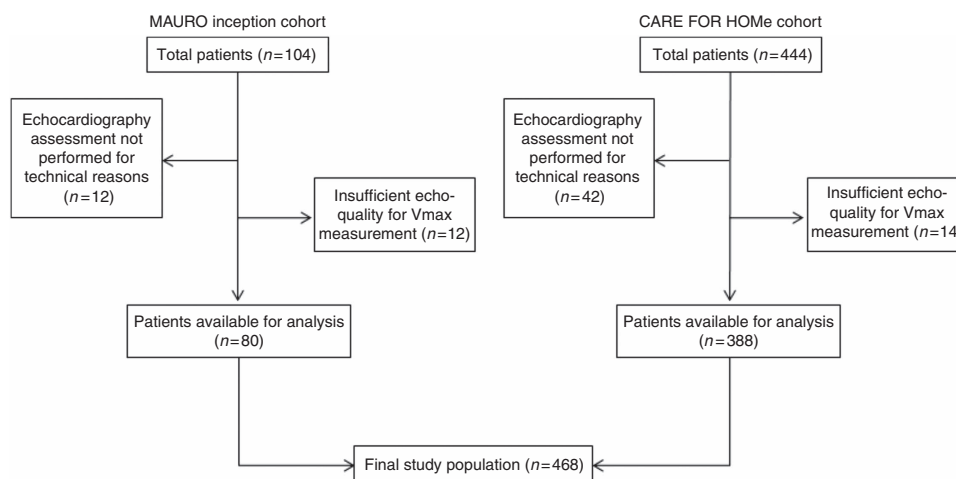 MAURO inception cohort
Total patients (n=104)
Echocardiography
assessment not
performed for
technical reasons
(n=12)
Insufficient echo-
quality for Vmax
measurement (n=12)
Patients available for analysis
(n=80)
CARE FOR HOMe cohort
Total patients (n=444)
Echocardiography
assessment not
performed for
technical reasons
(n=42)
Insufficient echo-
quality for Vmax
measurement (n=14
Patients available for analysis
(n=388)
Final study population (n=468)